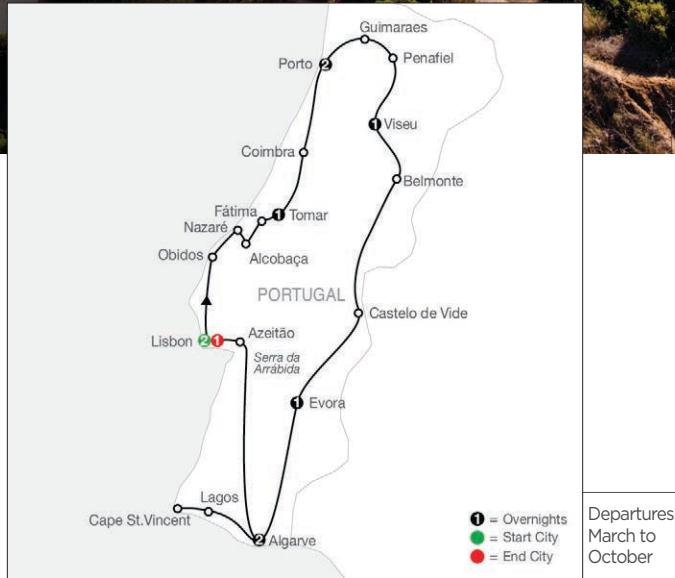 Guimaraes
Porto 2
Penafiel
1 Viseu
Coimbra
Belmonte
Fátima
1 Tomar
Nazaré
Alcobaça
Obidos
PORTUGAL
Castelo de Vide
Lisbon 2 1
Azeitão
Serra da
Arrábida
1 Evora
Lagos
Cape St.Vincent
2 Algarve
1 = Overnights
= Start City
= End City
Departures
March to
October